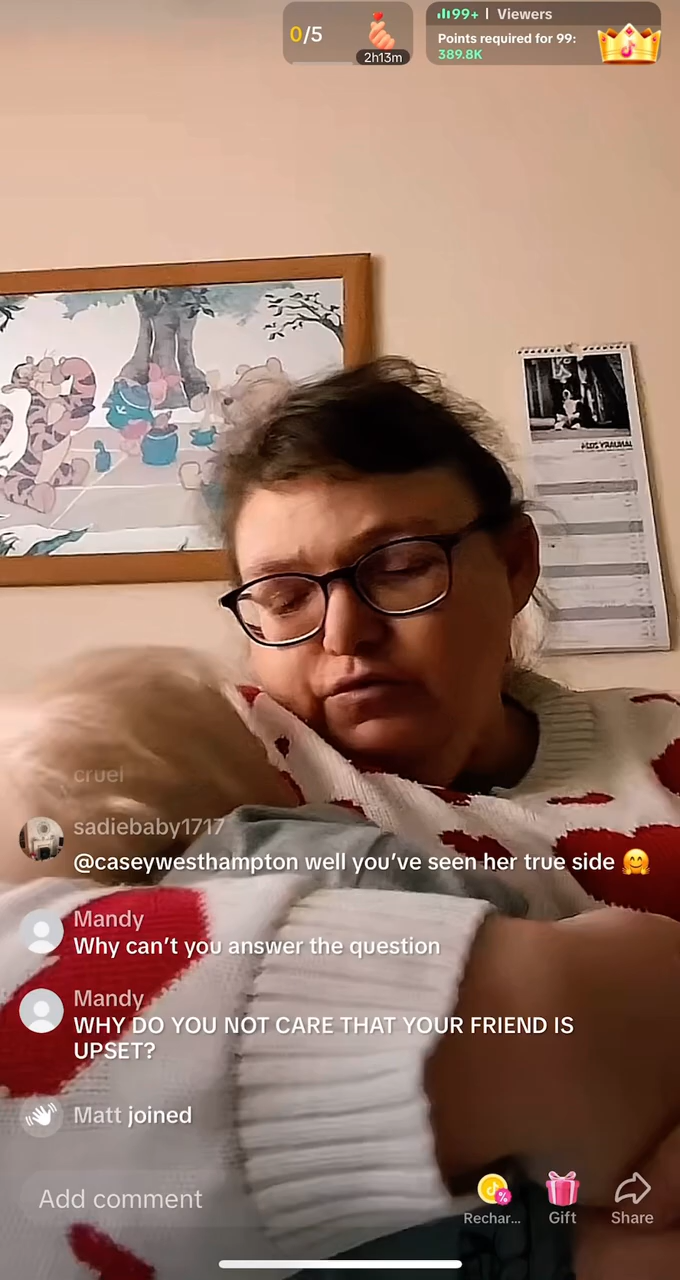 0/5
2h13m
99+ | Viewers
Points required for 99:
389.8K
cruel
sadiebaby1717
@caseywesthampton well you've seen her true side 🤗
Mandy
Why can't you answer the question
Mandy
WHY DO YOU NOT CARE THAT YOUR FRIEND IS
UPSET?
Matt joined
Add comment
Rechar...
Gift
Share